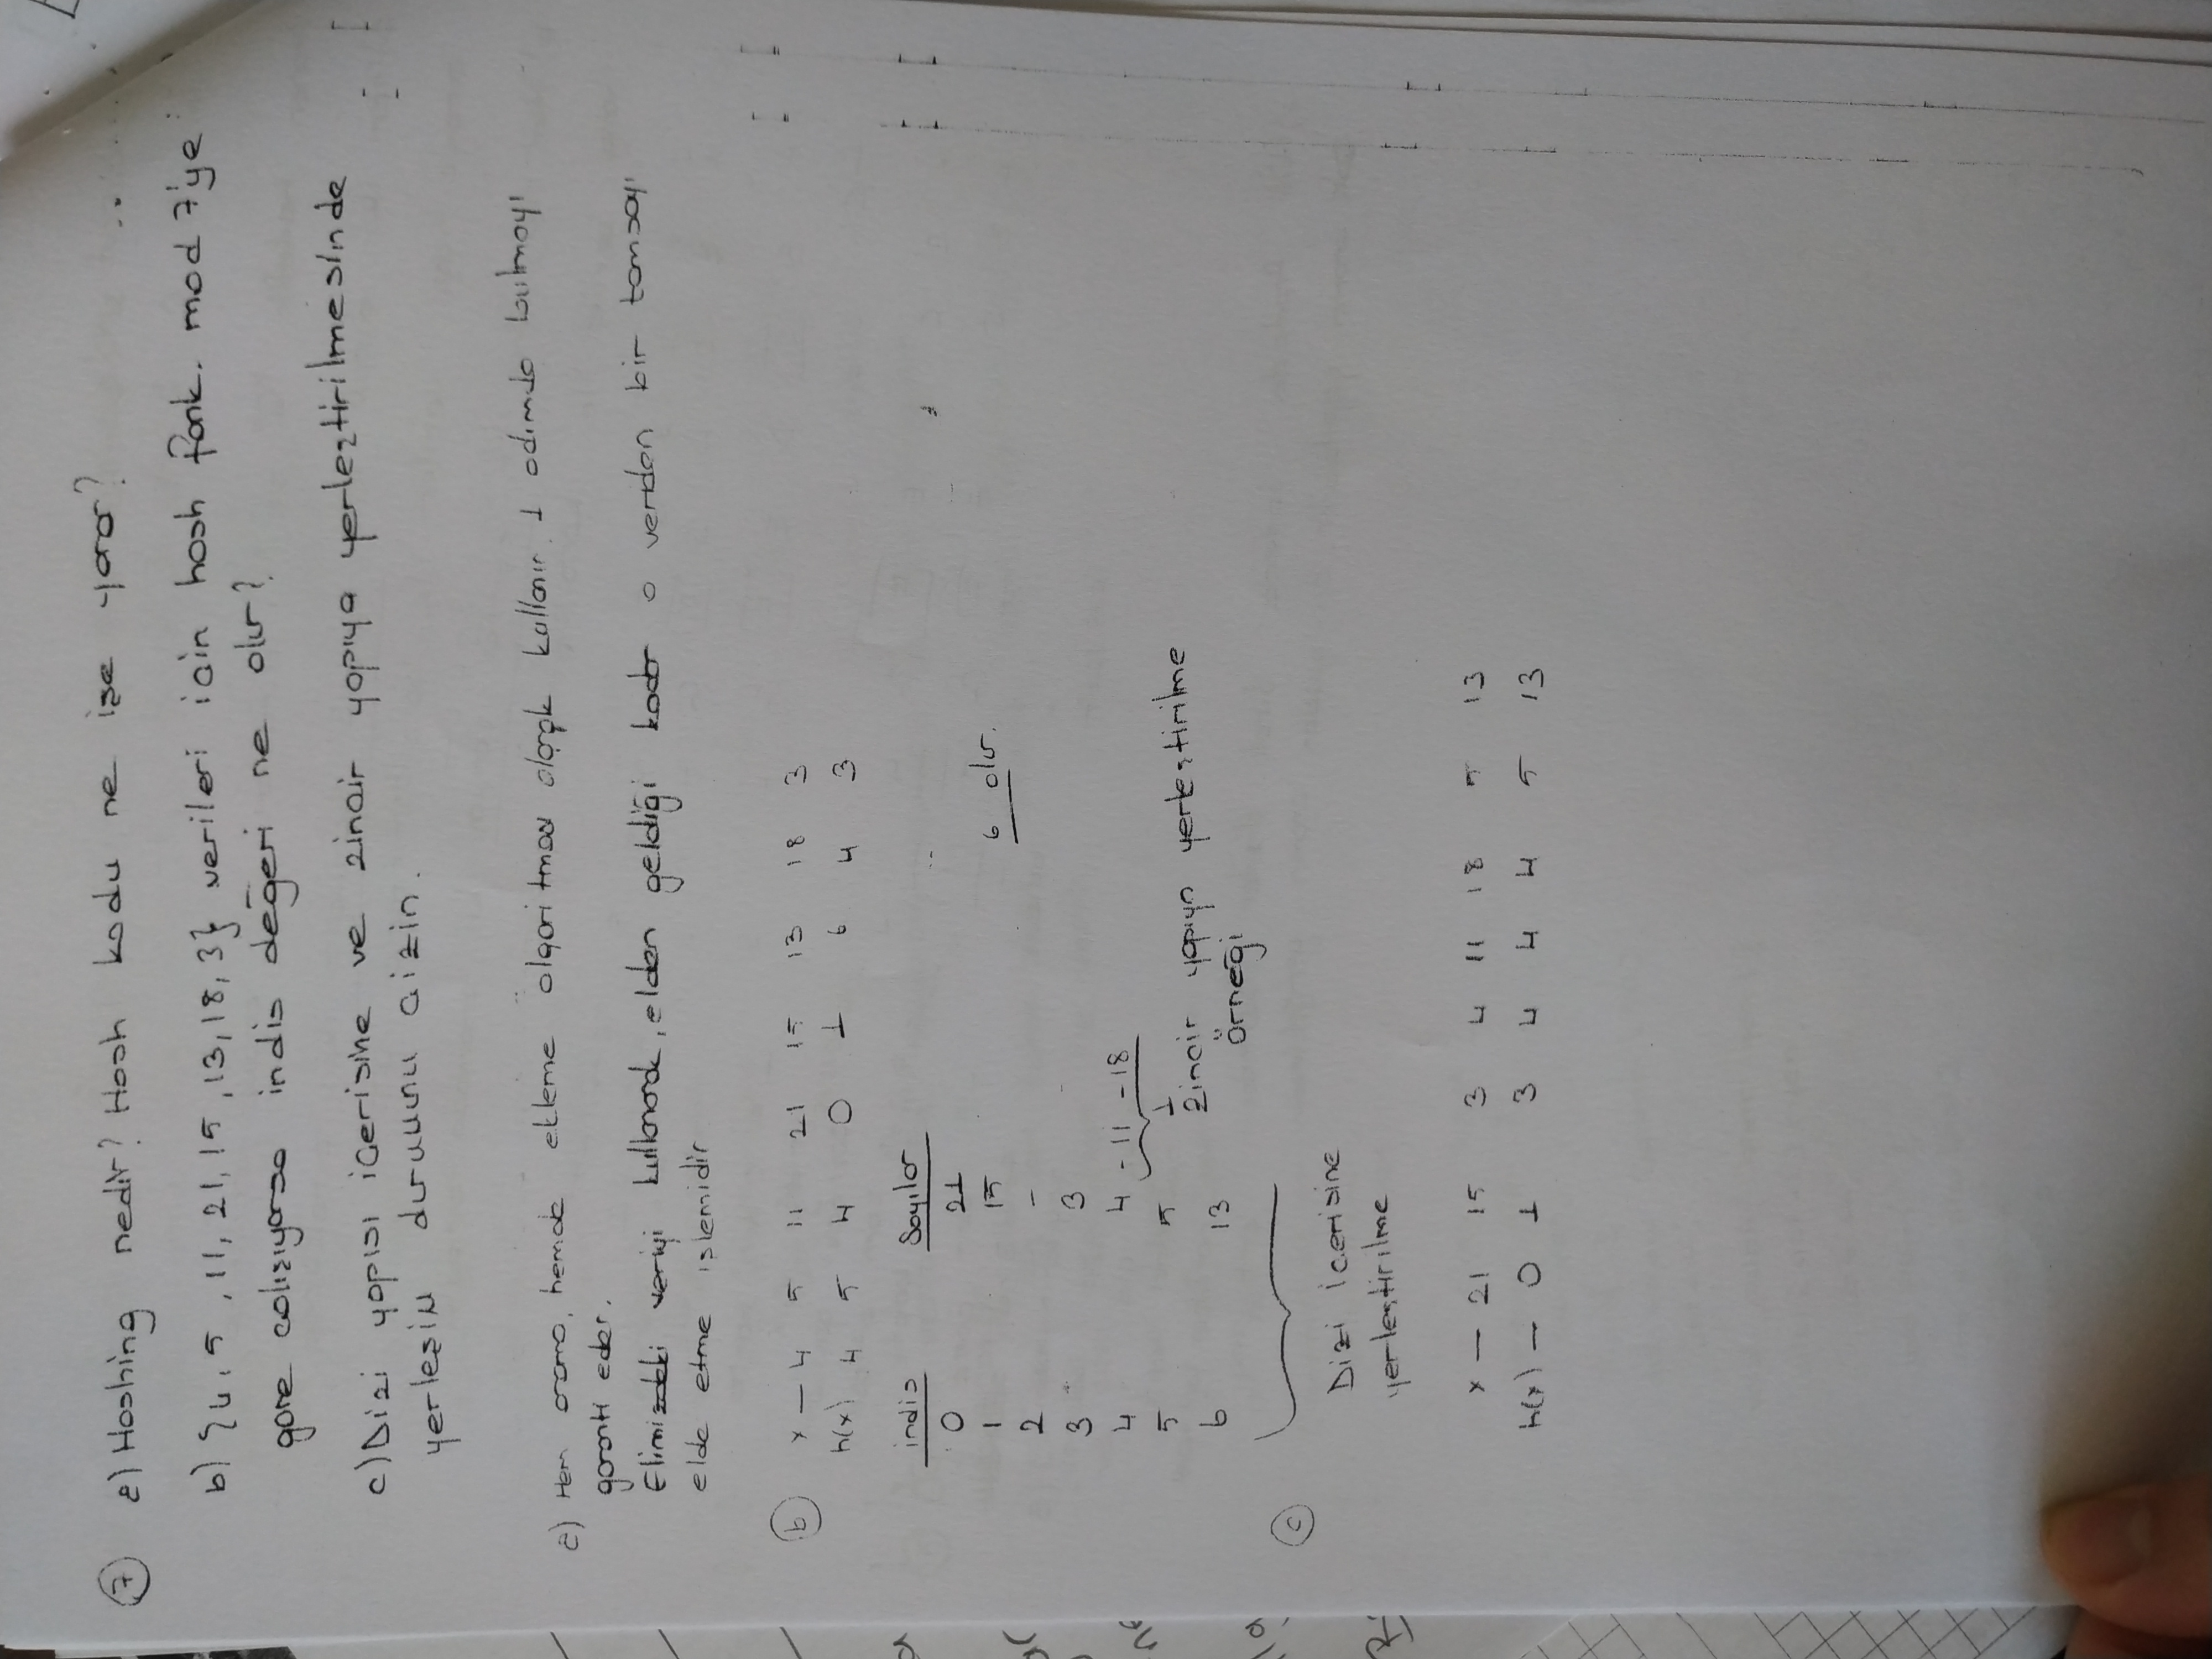 7 a) Hashing nedir? Hash kodu ne işe yarar?
b) {4, 5, 11, 21, 15, 13, 18, 3} verileri için hash fonk. mod 7'ye
göre çalışıyorsa indis değeri ne olur?
c) Dizi yapısı içerisine ve zincir yapıya yerleştirilmesinde
yerleşim durumunu çizin.
a) Hem arama, hemde ekleme algoritması olarak kullanır. 1 adımda bulmayı
garanti eder.
Elimizdeki veriyi kullanarak, elden geldiği kadar o veriden bir tamsayı
elde etme işlemidir
b x — 4 5 11 21 15 13 18 3
h(x) 4 5 4 0 1 6 4 3
indis Sayılar
0 21
1 15 6 olur.
2 -
3 3
4 4 - 11 - 18
5 5
zincir yapıya yerleştirilme
6 13 örneği
c
Dizi içerisine
yerleştirilme
x — 21 15 3 4 11 18 5 13
h(x) — 0 1 3 4 4 4 5 13